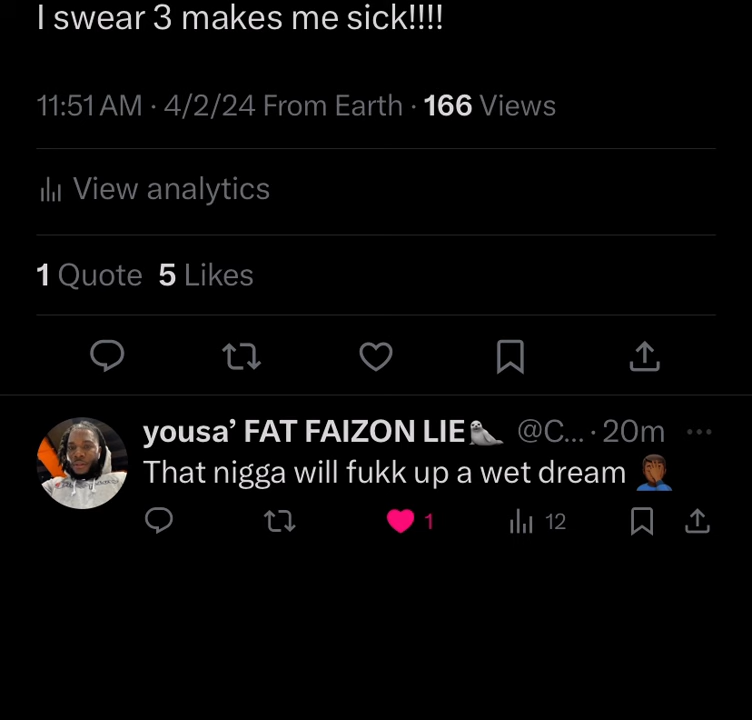 I swear 3 makes me sick!!!!
11:51 AM · 4/2/24 From Earth · 166 Views
View analytics
1 Quote 5 Likes
yousa’ FAT FAIZON LIE🦭 @C... · 20m
That nigga will fukk up a wet dream 🤦🏾‍♂️
1 12